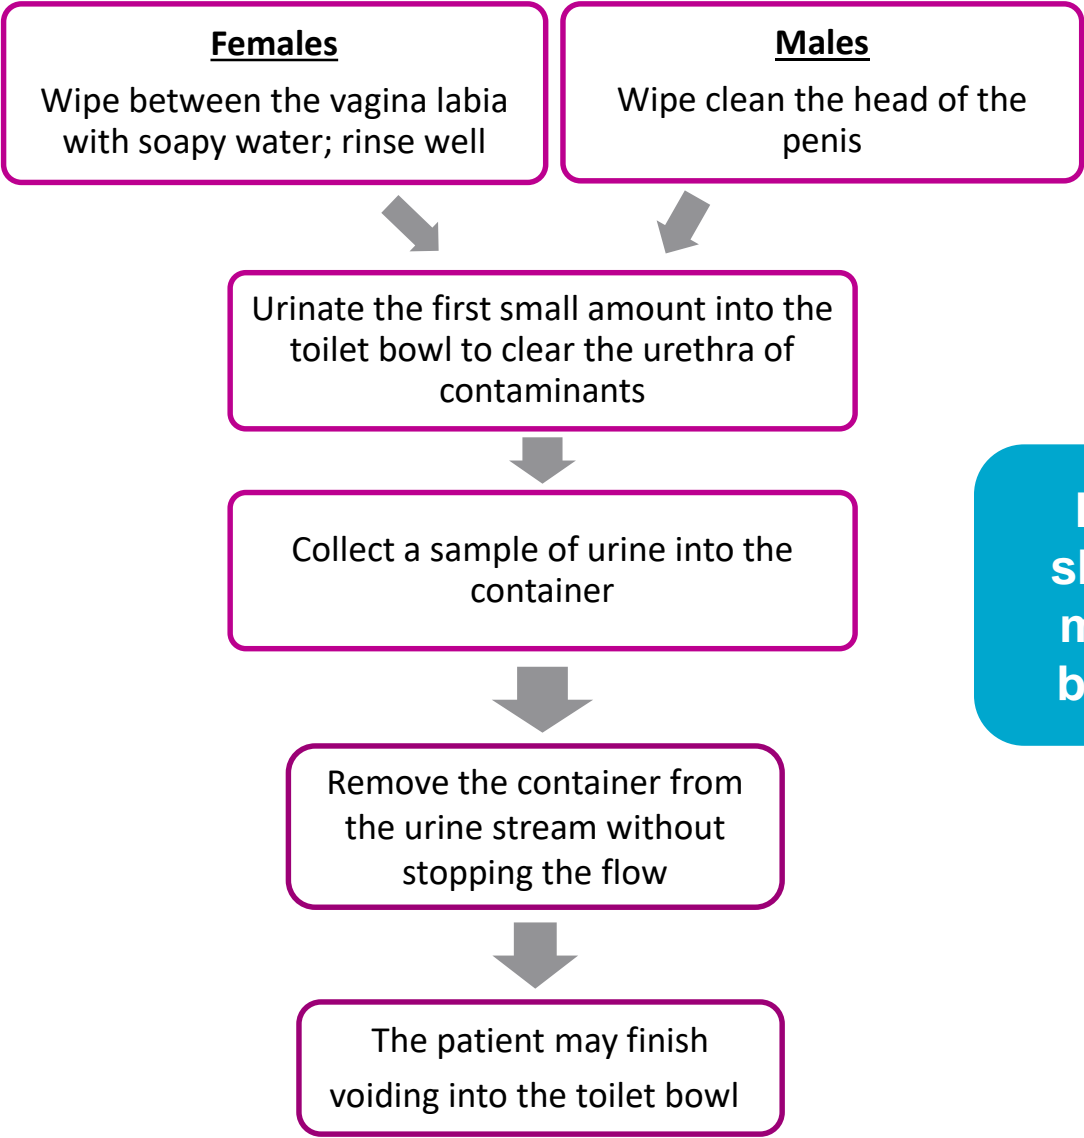 Females
Wipe between the vagina labia
with soapy water; rinse well
Males
Wipe clean the head of the
penis
Urinate the first small amount into the
toilet bowl to clear the urethra of
contaminants
Collect a sample of urine into the
container
Remove the container from
the urine stream without
stopping the flow
The patient may finish
voiding into the toilet bowl